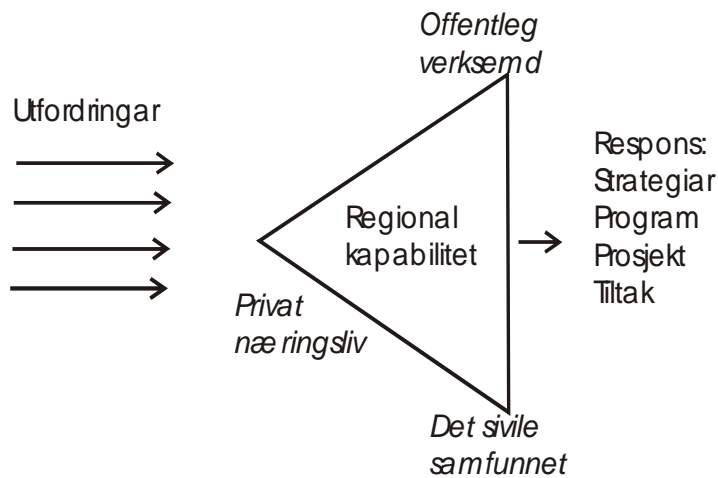 Offentleg
verksemd
Utfordringar
Respons:
Strategiar
Program
Prosjekt
Tiltak
Regional
kapabilitet
Privat
næringsliv
Det sivile
samfunnet